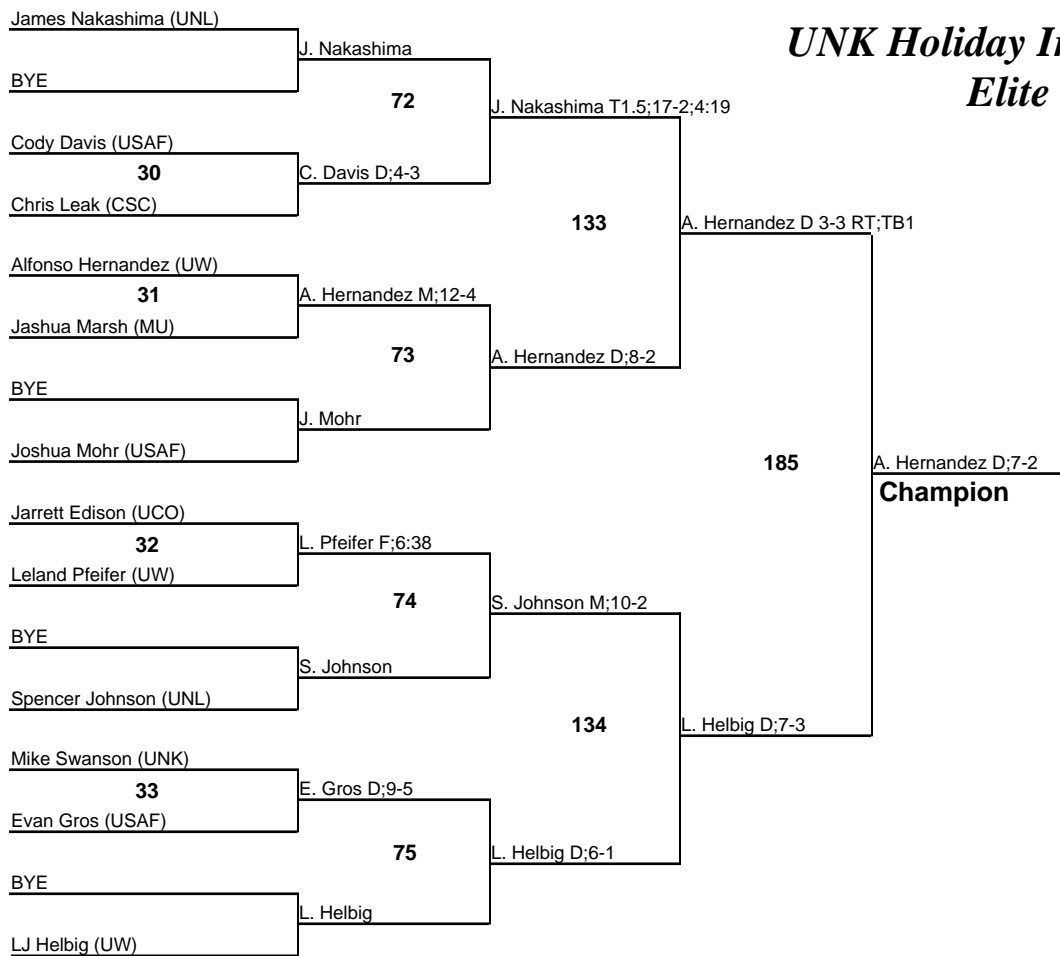 James Nakashima (UNL)
J. Nakashima
UNK Holiday
Elite
BYE
72
J. Nakashima T1.5;17-2;4:19
Cody Davis (USAF)
30
C. Davis D;4-3
Chris Leak (CSC)
133
A. Hernandez D 3-3 RT;TB1
Alfonso Hernandez (UW)
31
A. Hernandez M;12-4
Jashua Marsh (MU)
73
A. Hernandez D;8-2
BYE
J. Mohr
Joshua Mohr (USAF)
185
A. Hernandez D;7-2
Champion
Jarrett Edison (UCO)
32
L. Pfeifer F;6:38
Leland Pfeifer (UW)
74
S. Johnson M;10-2
BYE
S. Johnson
Spencer Johnson (UNL)
134
L. Helbig D;7-3
Mike Swanson (UNK)
33
E. Gros D;9-5
Evan Gros (USAF)
75
L. Helbig D;6-1
BYE
L. Helbig
LJ Helbig (UW)